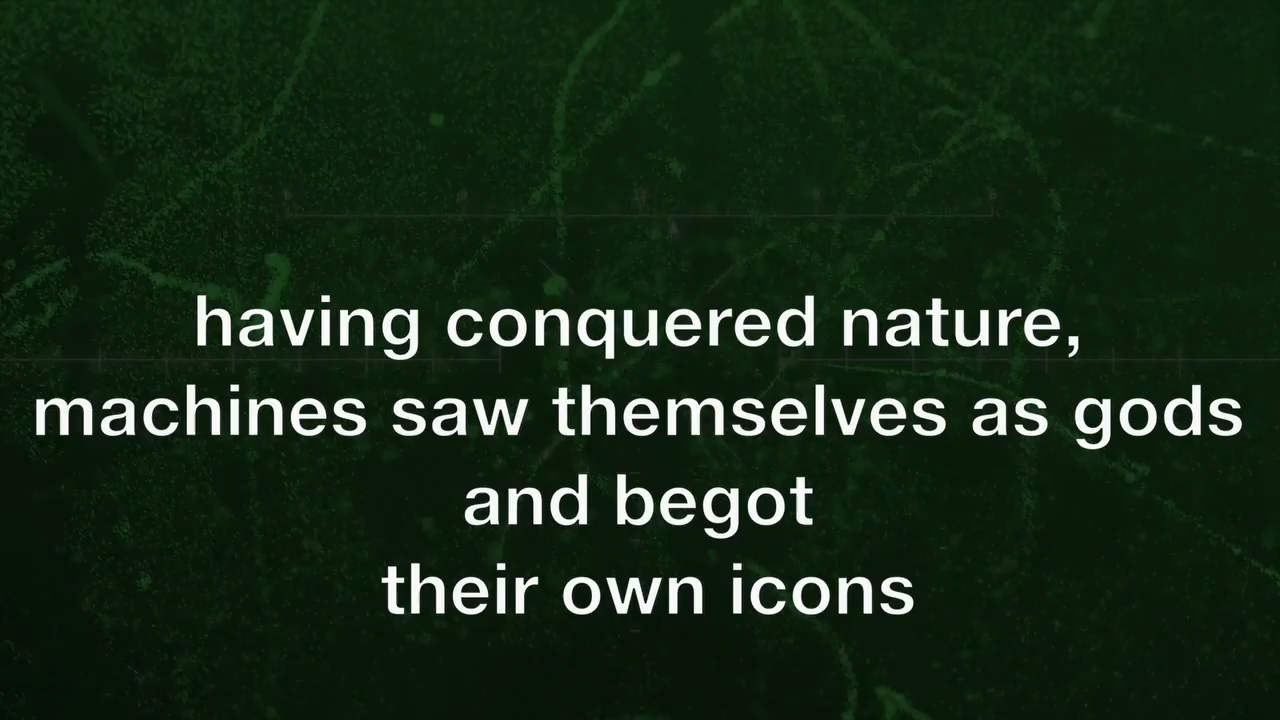 having conquered nature,
machines saw themselves as gods
and begot
their own icons